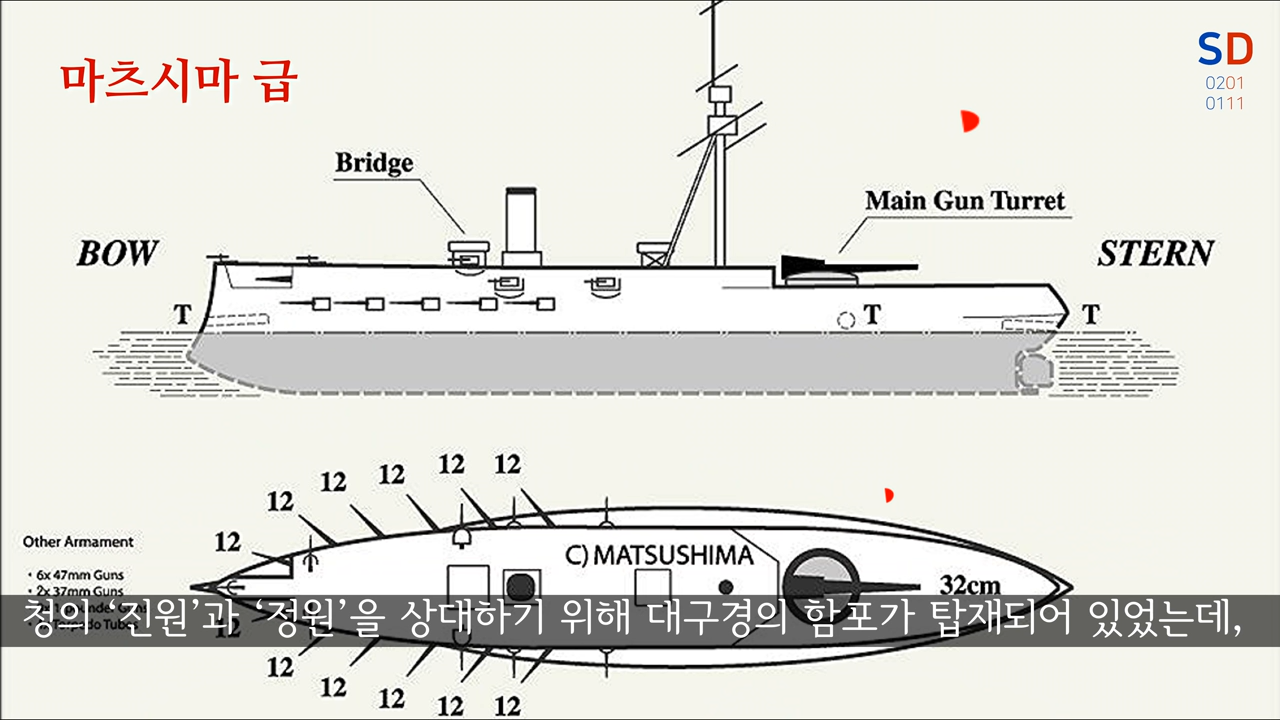 마츠시마 급
SD
0201
0111
Bridge
Main Gun Turret
BOW
STERN
T
T
T
12
12
12
12
12
12
Other Armament
• 6x 47mm Guns
• 2x 37mm Guns
C) MATSUSHIMA
32cm
청의 ‘진원’과 ‘정원’을 상대하기 위해 대구경의 함포가 탑재되어 있었는데,
12
12
12
12
12
12